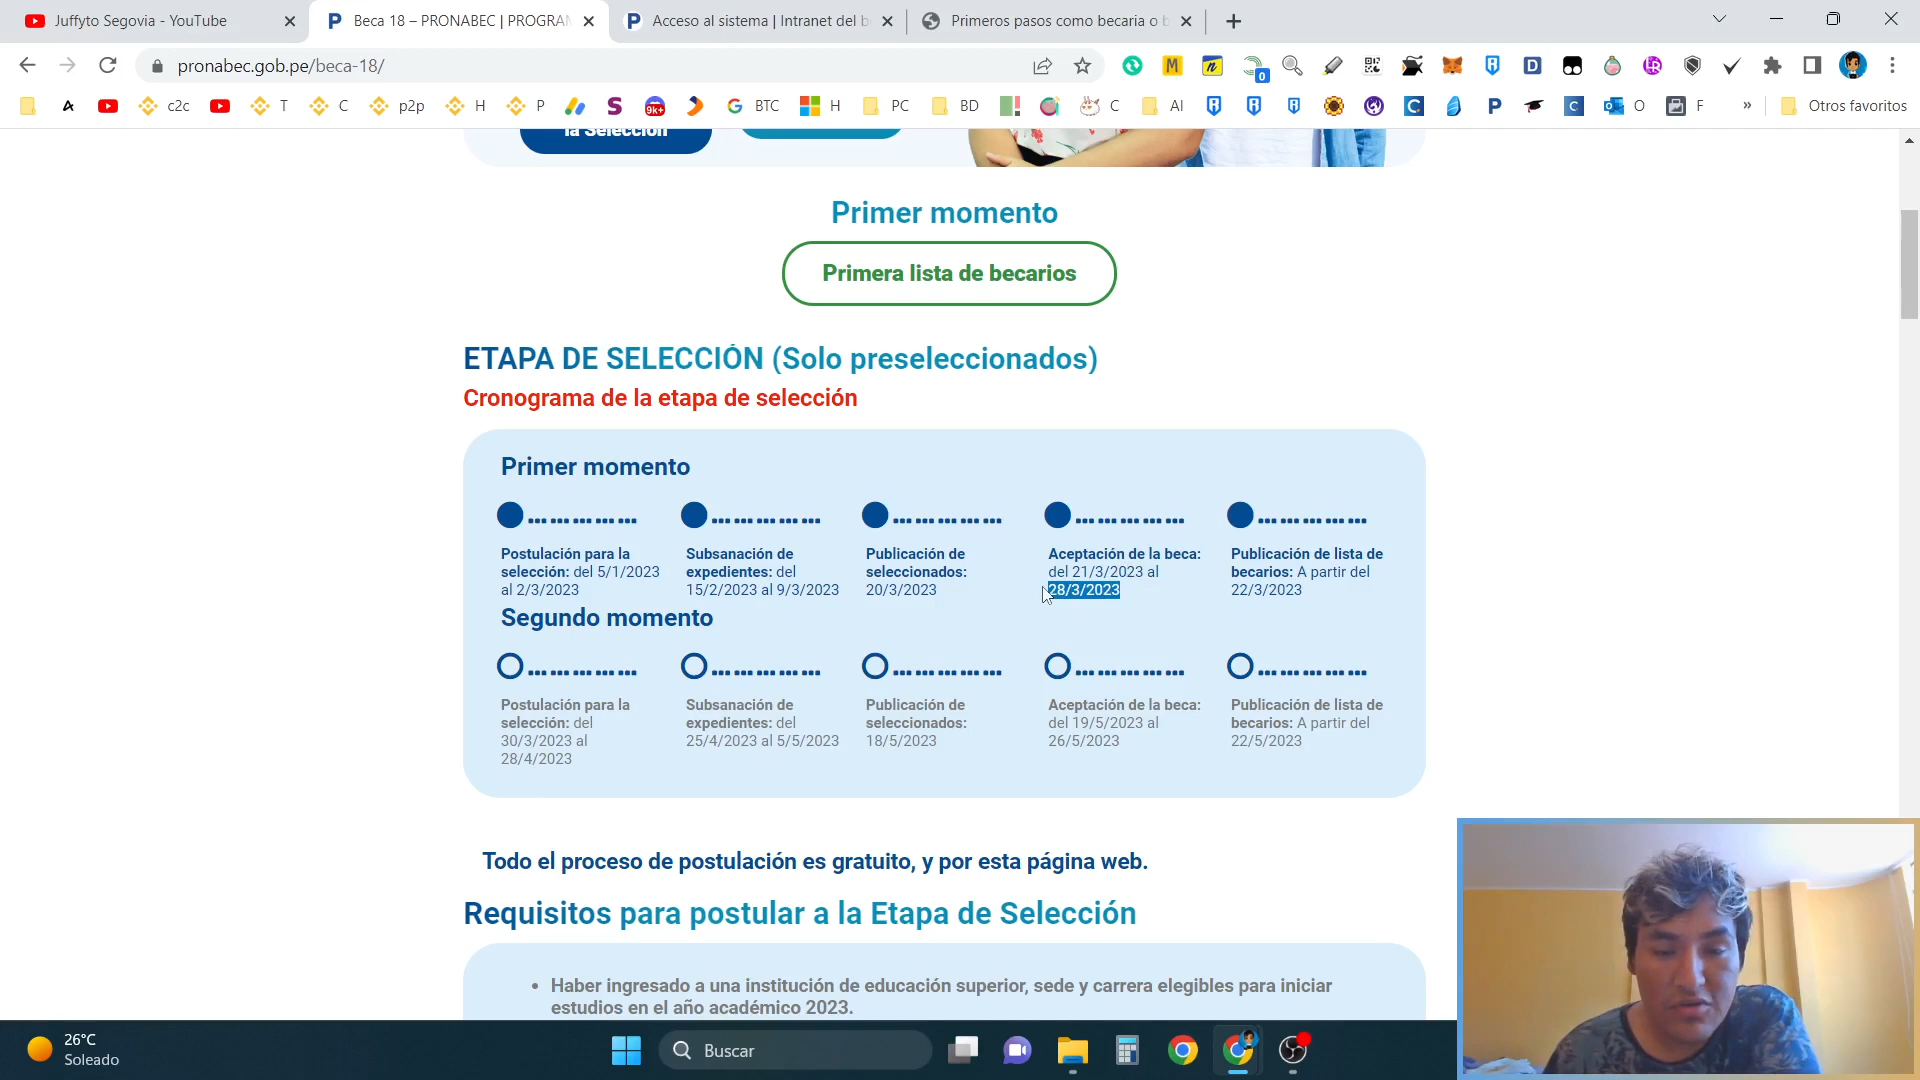 Juffyto Segovia - YouTube
Beca 18 – PRONABEC | PROGRAM
Acceso al sistema | Intranet del b
Primeros pasos como becaria o b
pronabec.gob.pe/beca-18/
0
c2c
T
C
p2p
H
P
9k+
BTC
H
PC
BD
C
AI
O
F
»
Otros favoritos
la Selección
Primer momento
Primera lista de becarios
ETAPA DE SELECCIÓN (Solo preseleccionados)
Cronograma de la etapa de selección
Primer momento
Postulación para la
selección: del 5/1/2023
al 2/3/2023
Subsanación de
expedientes: del
15/2/2023 al 9/3/2023
Publicación de
seleccionados:
20/3/2023
Aceptación de la beca:
del 21/3/2023 al
28/3/2023
Publicación de lista de
becarios: A partir del
22/3/2023
Segundo momento
Postulación para la
selección: del
30/3/2023 al
28/4/2023
Subsanación de
expedientes: del
25/4/2023 al 5/5/2023
Publicación de
seleccionados:
18/5/2023
Aceptación de la beca:
del 19/5/2023 al
26/5/2023
Publicación de lista de
becarios: A partir del
22/5/2023
Todo el proceso de postulación es gratuito, y por esta página web.
Requisitos para postular a la Etapa de Selección
• Haber ingresado a una institución de educación superior, sede y carrera elegibles para iniciar
estudios en el año académico 2023.
26°C
Soleado
Buscar